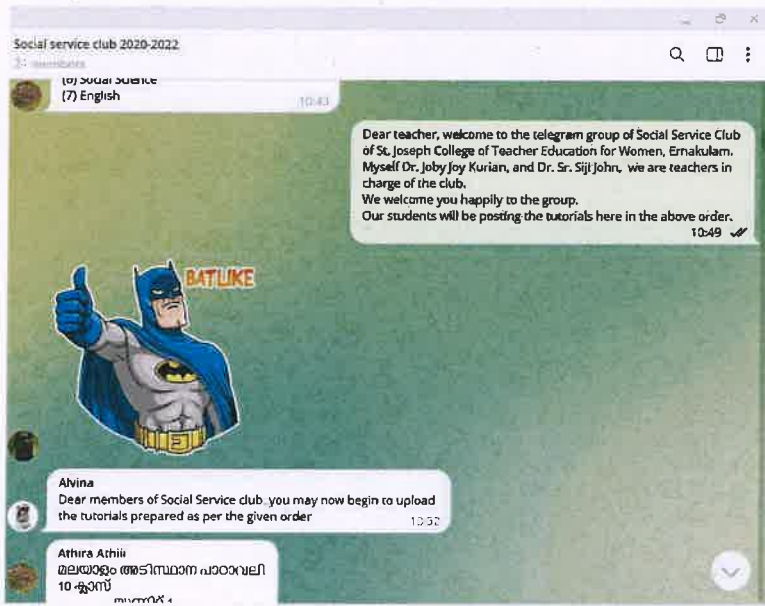 Social service club 2020-2022
members
(6) Social Science
(7) English
10:43
Dear teacher, welcome to the telegram group of Social Service Club
of St. Joseph College of Teacher Education for Women, Ernakulam.
Myself Dr. Joby Joy Kurian, and Dr. Sr. Siji John, we are teachers in
charge of the club.
We welcome you happily to the group.
Our students will be posting the tutorials here in the above order.
10:49
BATLIKE
Alvina
Dear members of Social Service club, you may now begin to upload
the tutorials prepared as per the given order
10:52
Athira Athiii
മലയാളം അടിസ്ഥാന പാഠാവലി
10 ക്ലാസ്